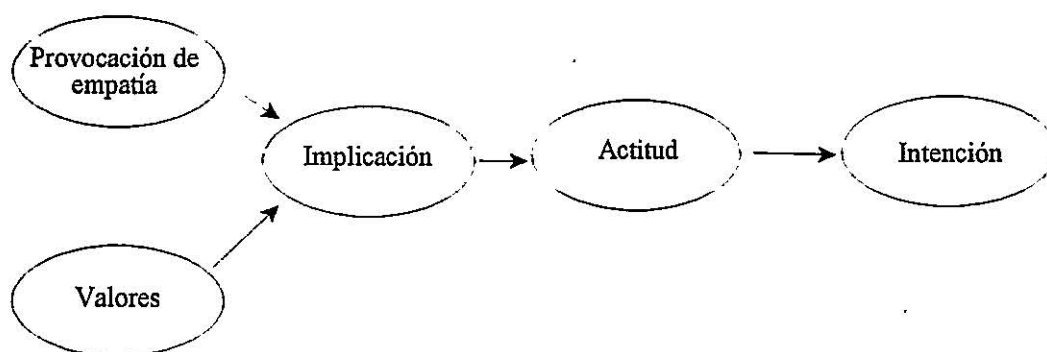 Provocación de
empatía
Implicación
Actitud
Intención
Valores